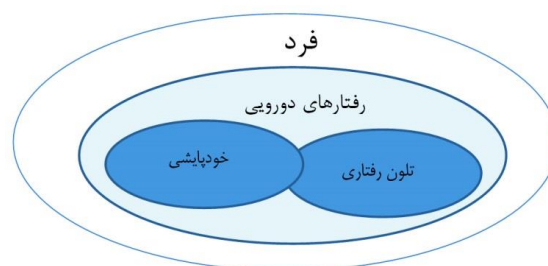 فرد
رفتارهای دورویی
تلون رفتاری
خودپایشی